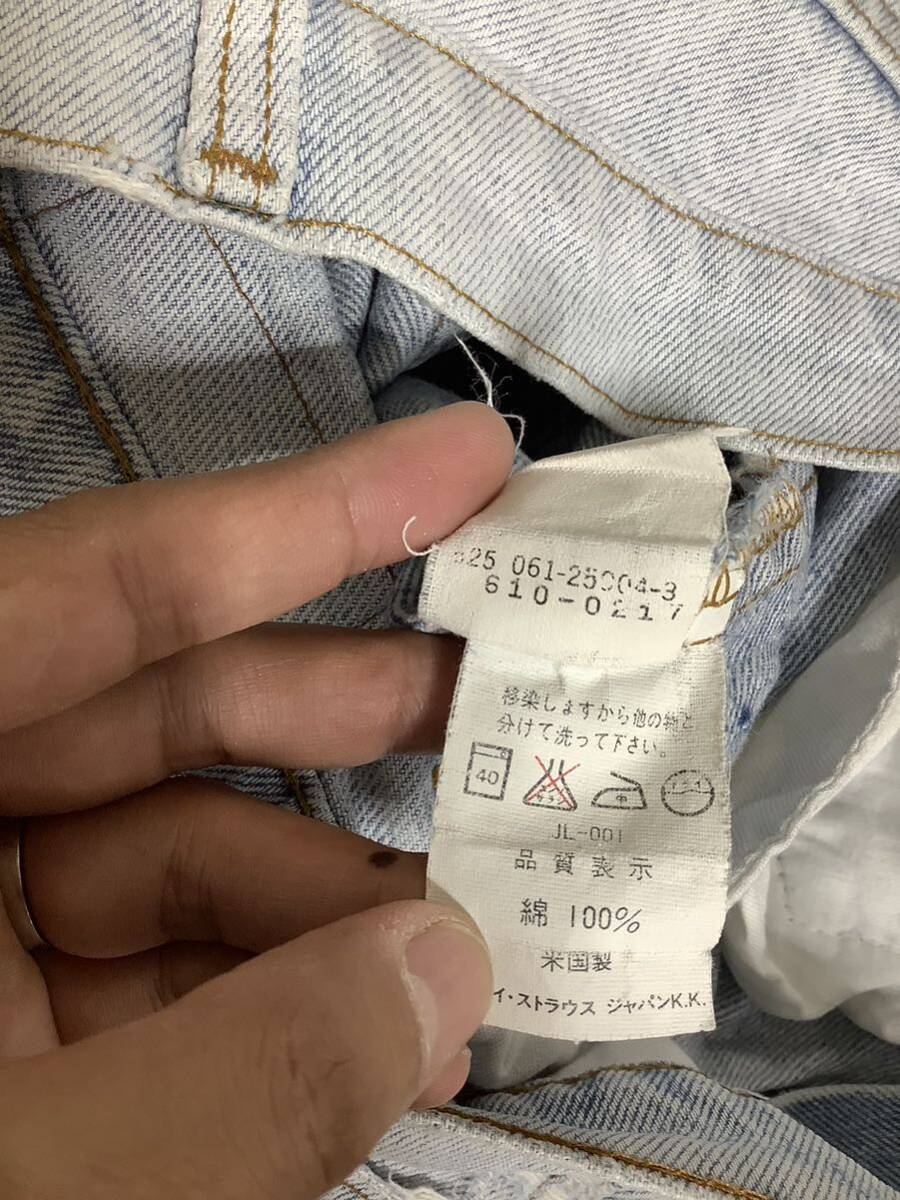 525 061-25004-3
610-0217
移染しますから他の物と
分けて洗って下さい。
40
JL-001
品質表示
綿 100%
米国製
イ・ストラウス ジャパンK.K.